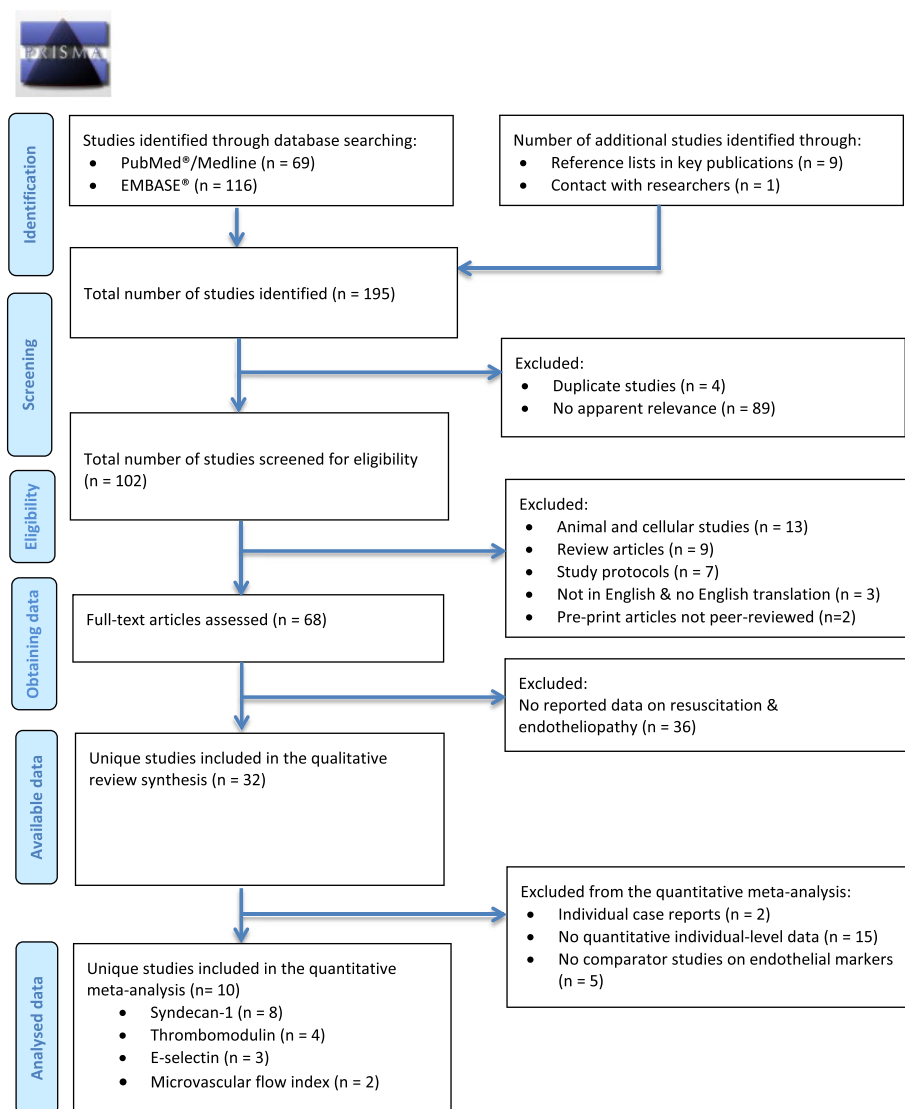 PRISMA
Identification
Studies identified through database searching:
• PubMed®/Medline (n = 69)
• EMBASE® (n = 116)
Number of additional studies identified through:
• Reference lists in key publications (n = 9)
• Contact with researchers (n = 1)
Total number of studies identified (n = 195)
Screening
Excluded:
• Duplicate studies (n = 4)
• No apparent relevance (n = 89)
Total number of studies screened for eligibility
(n = 102)
Eligibility
Excluded:
• Animal and cellular studies (n = 13)
• Review articles (n = 9)
• Study protocols (n = 7)
• Not in English & no English translation (n = 3)
• Pre-print articles not peer-reviewed (n=2)
Obtaining data
Full-text articles assessed (n = 68)
Excluded:
No reported data on resuscitation &
endotheliopathy (n = 36)
Available data
Unique studies included in the qualitative
review synthesis (n = 32)
Excluded from the quantitative meta-analysis:
• Individual case reports (n = 2)
• No quantitative individual-level data (n = 15)
• No comparator studies on endothelial markers
(n = 5)
Analysed data
Unique studies included in the quantitative
meta-analysis (n= 10)
• Syndecan-1 (n = 8)
• Thrombomodulin (n = 4)
• E-selectin (n = 3)
• Microvascular flow index (n = 2)